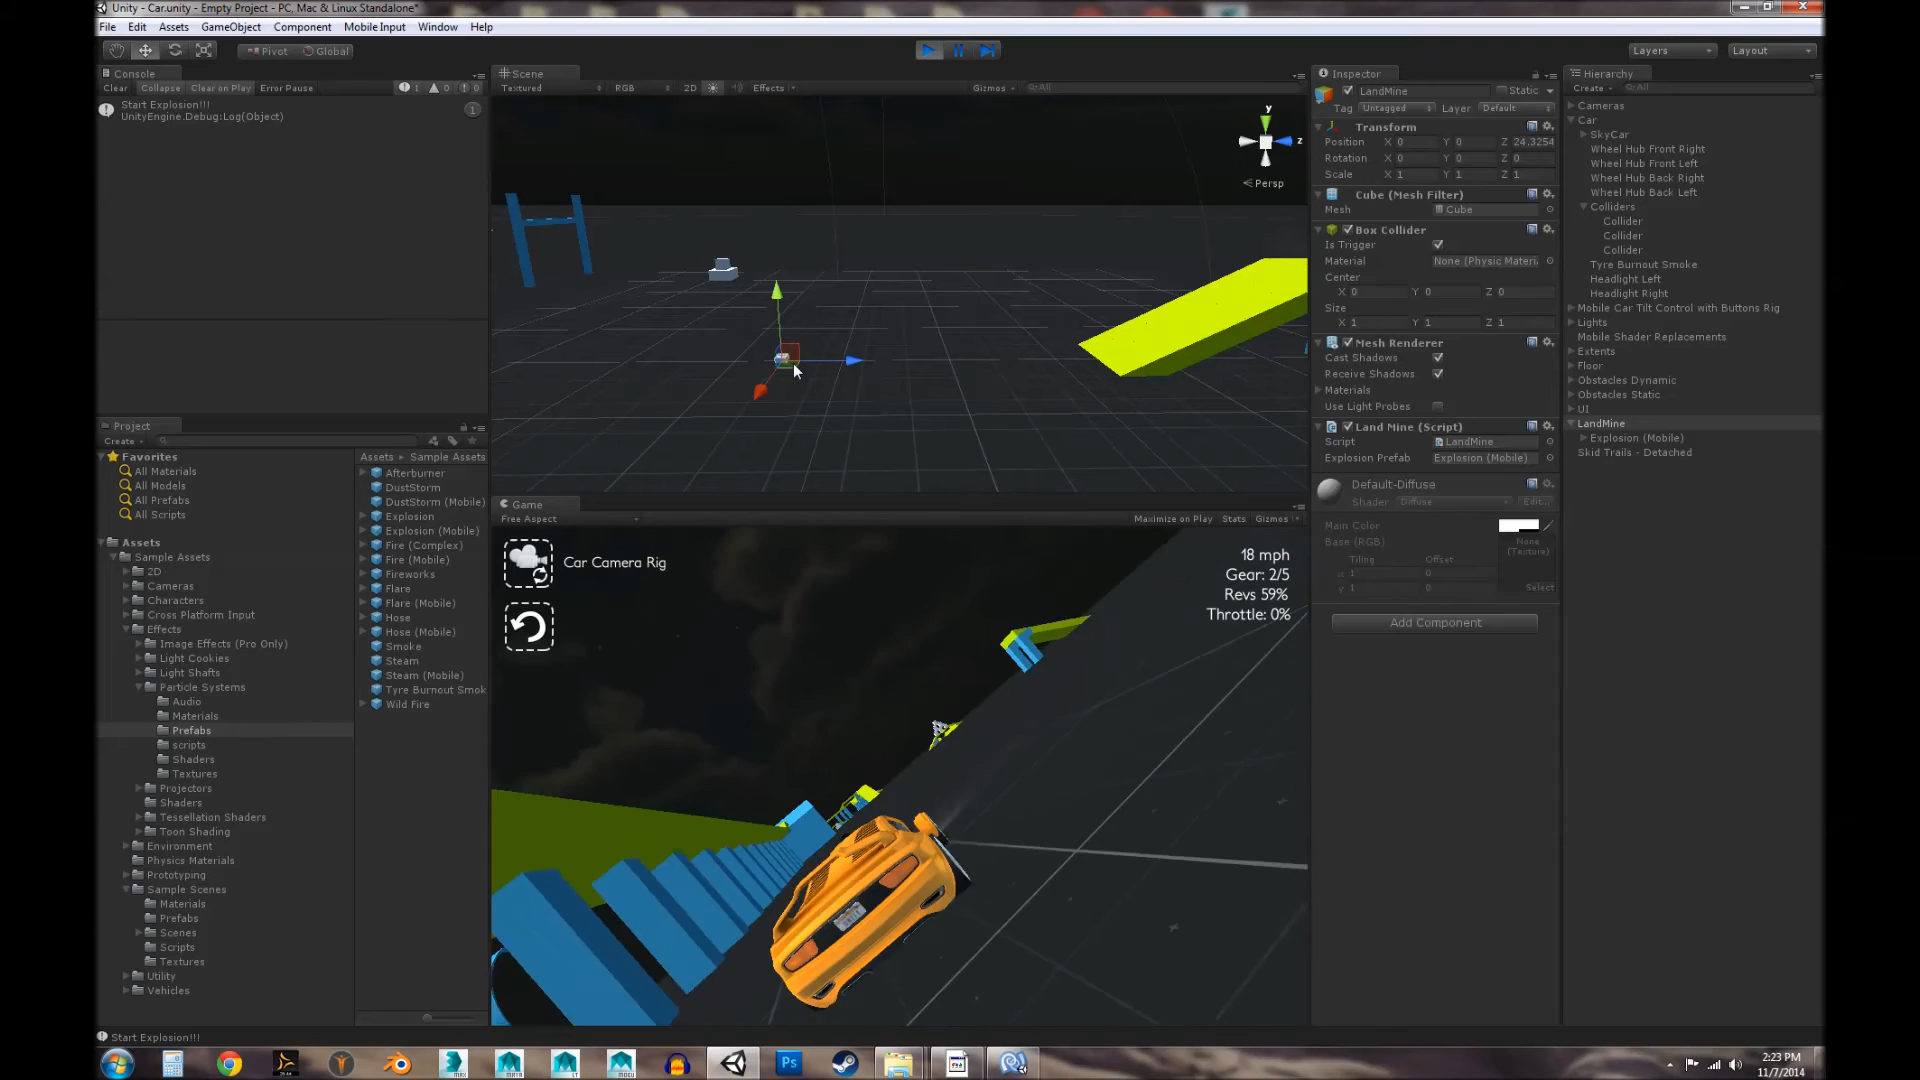 Unity - Car.unity - Empty Project - PC, Mac & Linux Standalone*
File Edit Assets GameObject Component Mobile Input Window Help
Pivot Global
Layers Layout
Console
Clear Collapse Clear on Play Error Pause 1 0 0
Start Explosion!!!
UnityEngine.Debug:Log(Object)
1
Scene
Textured RGB 2D Effects Gizmos All
y
z
Persp
Game
Free Aspect Maximize on Play Stats Gizmos
Car Camera Rig
18 mph
Gear: 2/5
Revs 59%
Throttle: 0%
Project
Create
Favorites
All Materials
All Models
All Prefabs
All Scripts
Assets
Sample Assets
2D
Cameras
Characters
Cross Platform Input
Effects
Image Effects (Pro Only)
Light Cookies
Light Shafts
Particle Systems
Audio
Materials
Prefabs
scripts
Shaders
Textures
Projectors
Shaders
Tessellation Shaders
Toon Shading
Environment
Physics Materials
Prototyping
Sample Scenes
Materials
Prefabs
Scenes
Scripts
Textures
Utility
Vehicles
Assets Sample Assets
Afterburner
DustStorm
DustStorm (Mobile)
Explosion
Explosion (Mobile)
Fire (Complex)
Fire (Mobile)
Fireworks
Flare
Flare (Mobile)
Hose
Hose (Mobile)
Smoke
Steam
Steam (Mobile)
Tyre Burnout Smok
Wild Fire
Inspector
LandMine Static
Tag Untagged Layer Default
Transform
Position X 0 Y 0 Z 24.3254
Rotation X 0 Y 0 Z 0
Scale X 1 Y 1 Z 1
Cube (Mesh Filter)
Mesh Cube
Box Collider
Is Trigger
Material None (Physic Materi
Center
X 0 Y 0 Z 0
Size
X 1 Y 1 Z 1
Mesh Renderer
Cast Shadows
Receive Shadows
Materials
Use Light Probes
Land Mine (Script)
Script LandMine
Explosion Prefab Explosion (Mobile)
Default-Diffuse
Shader Diffuse Edit...
Main Color
Base (RGB)
None
(Texture)
Tiling Offset
x 1 0
y 1 0
Select
Add Component
Hierarchy
Create All
Cameras
Car
SkyCar
Wheel Hub Front Right
Wheel Hub Front Left
Wheel Hub Back Right
Wheel Hub Back Left
Colliders
Collider
Collider
Collider
Tyre Burnout Smoke
Headlight Left
Headlight Right
Mobile Car Tilt Control with Buttons Rig
Lights
Mobile Shader Replacements
Extents
Floor
Obstacles Dynamic
Obstacles Static
UI
LandMine
Explosion (Mobile)
Skid Trails - Detached
Start Explosion!!!
2:23 PM
11/7/2014